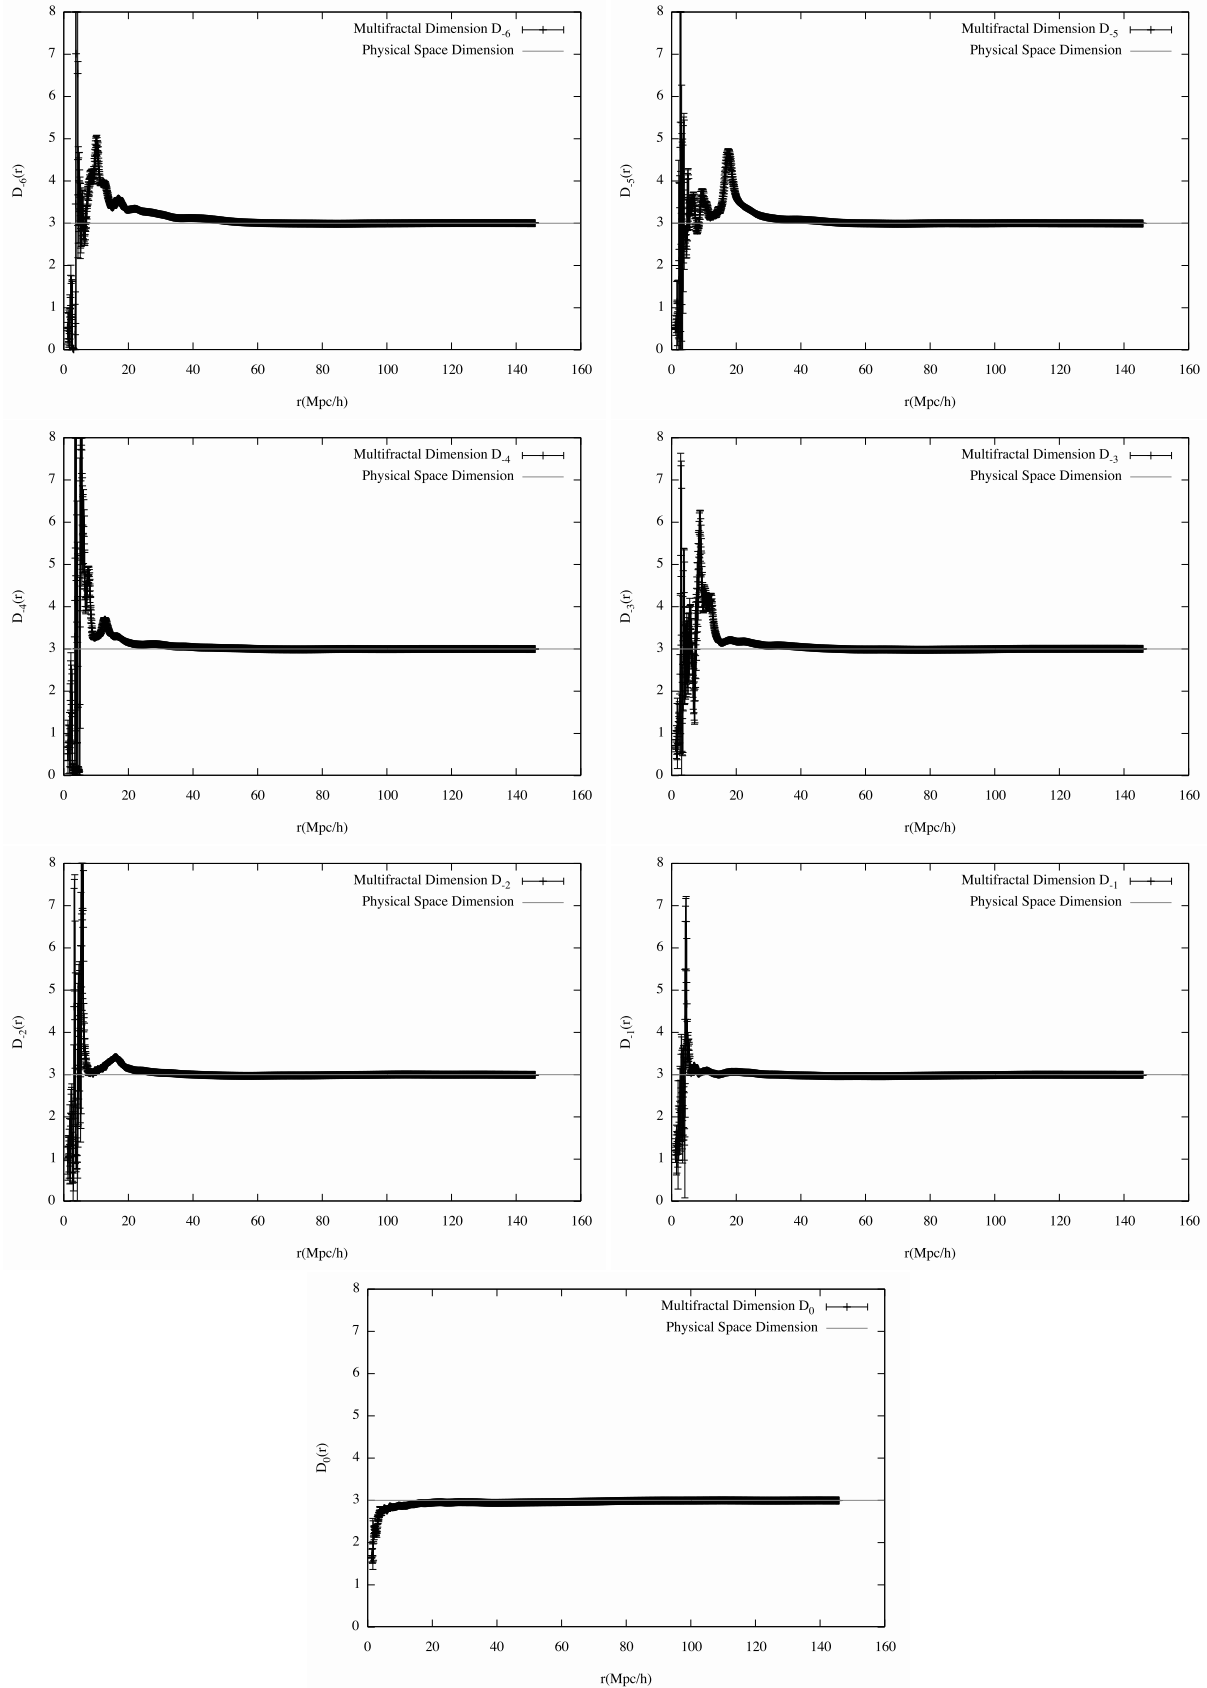 Multifractal Dimension D-6
Physical Space Dimension
8
7
6
5
4
3
2
1
0
D-6(r)
0 20 40 60 80 100 120 140 160
r(Mpc/h)
Multifractal Dimension D-5
Physical Space Dimension
8
7
6
5
4
3
2
1
0
D-5(r)
0 20 40 60 80 100 120 140 160
r(Mpc/h)
Multifractal Dimension D-4
Physical Space Dimension
8
7
6
5
4
3
2
1
0
D-4(r)
0 20 40 60 80 100 120 140 160
r(Mpc/h)
Multifractal Dimension D-3
Physical Space Dimension
8
7
6
5
4
3
2
1
0
D-3(r)
0 20 40 60 80 100 120 140 160
r(Mpc/h)
Multifractal Dimension D-2
Physical Space Dimension
8
7
6
5
4
3
2
1
0
D-2(r)
0 20 40 60 80 100 120 140 160
r(Mpc/h)
Multifractal Dimension D-1
Physical Space Dimension
8
7
6
5
4
3
2
1
0
D-1(r)
0 20 40 60 80 100 120 140 160
r(Mpc/h)
Multifractal Dimension D0
Physical Space Dimension
8
7
6
5
4
3
2
1
0
D0(r)
0 20 40 60 80 100 120 140 160
r(Mpc/h)